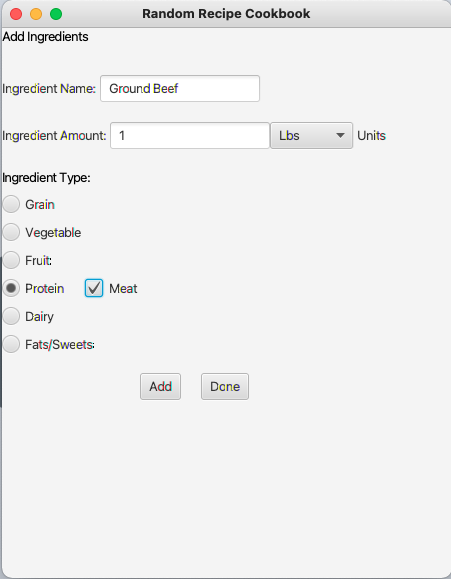 Random Recipe Cookbook
Add Ingredients
Ingredient Name: Ground Beef
Ingredient Amount: 1 Lbs Units
Ingredient Type:
Grain
Vegetable
Fruit:
Protein Meat
Dairy
Fats/Sweets:
Add Done